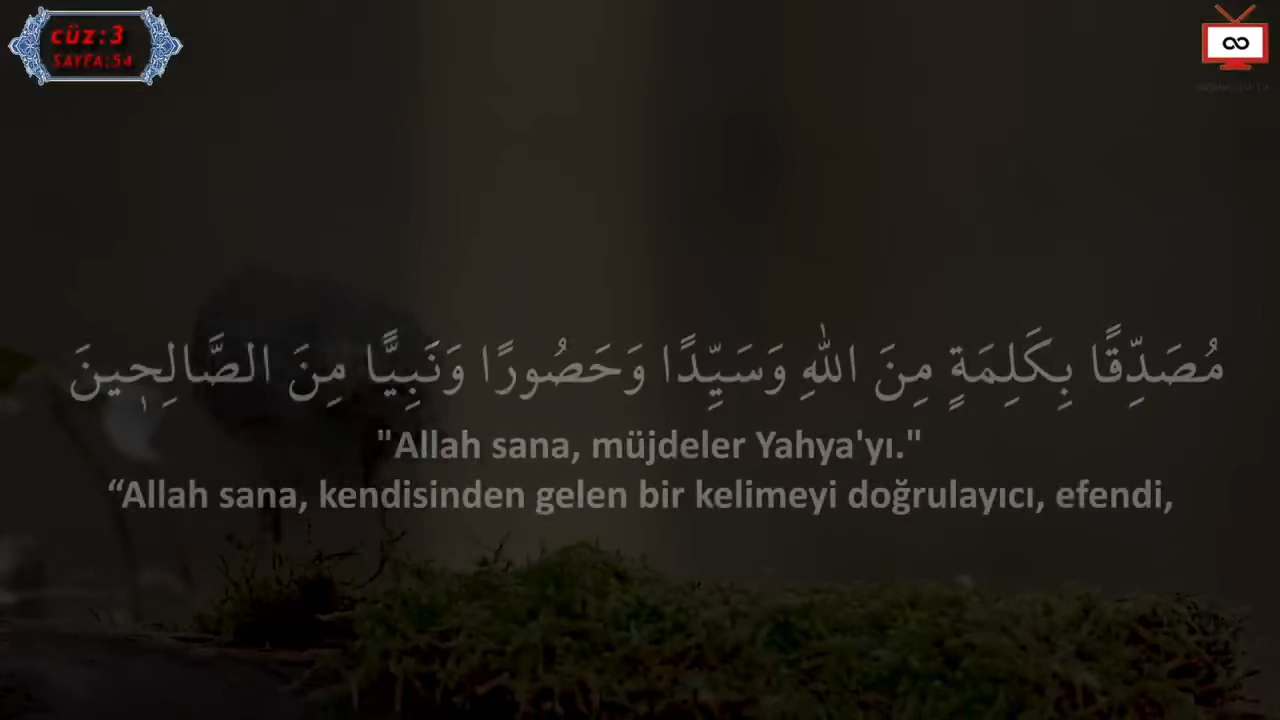 cüz:3
SAYFA:54
مُصَدِّقًا بِكَلِمَةٍ مِنَ اللّٰهِ وَسَيِّدًا وَحَصُورًا وَنَبِيًّا مِنَ الصَّالِحٖينَ
"Allah sana, müjdeler Yahya'yı."
“Allah sana, kendisinden gelen bir kelimeyi doğrulayıcı, efendi,